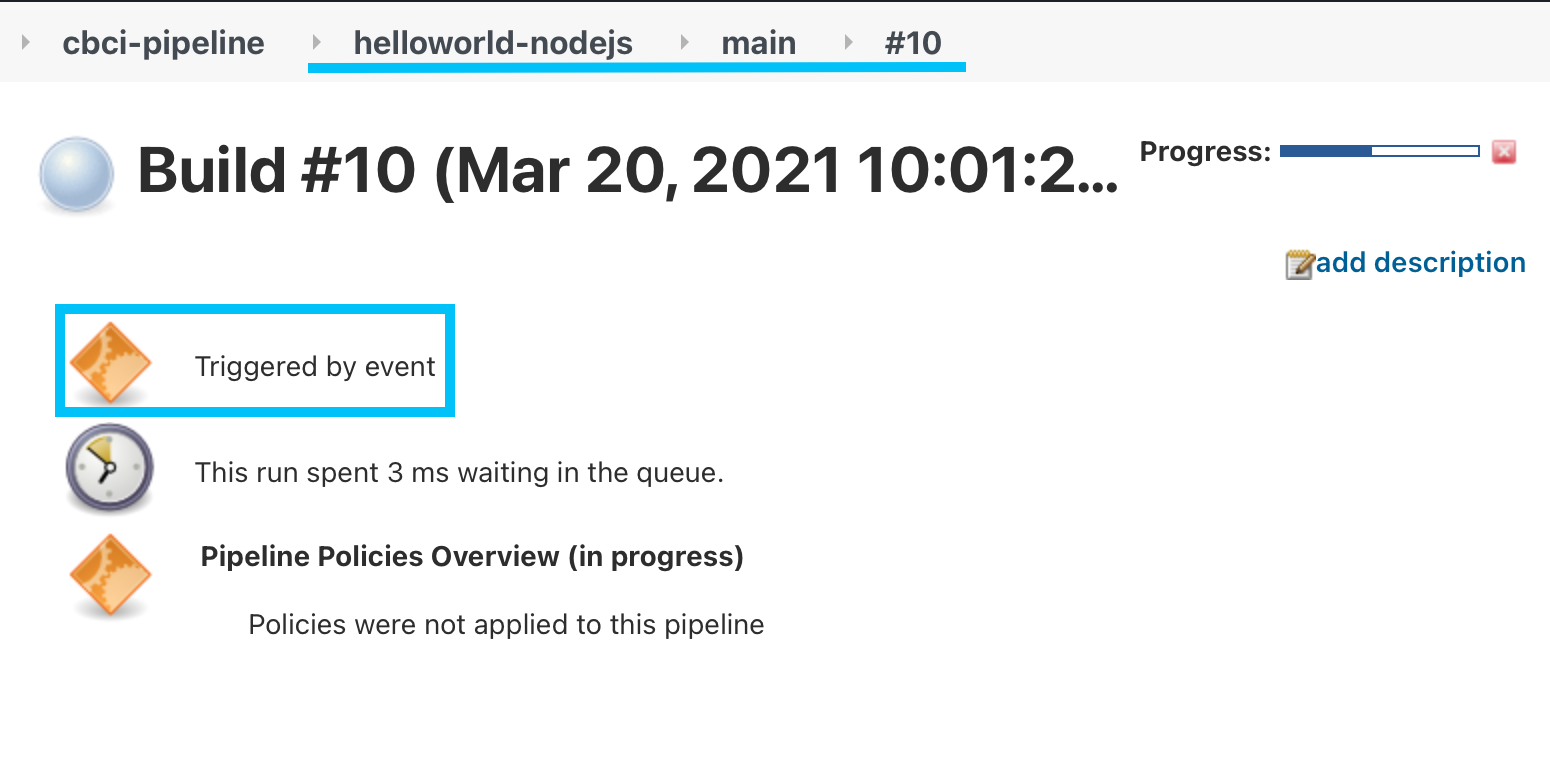 cbci-pipeline helloworld-nodejs main #10
Build #10 (Mar 20, 2021 10:01:2...
Progress:
add description
Triggered by event
This run spent 3 ms waiting in the queue.
Pipeline Policies Overview (in progress)
Policies were not applied to this pipeline